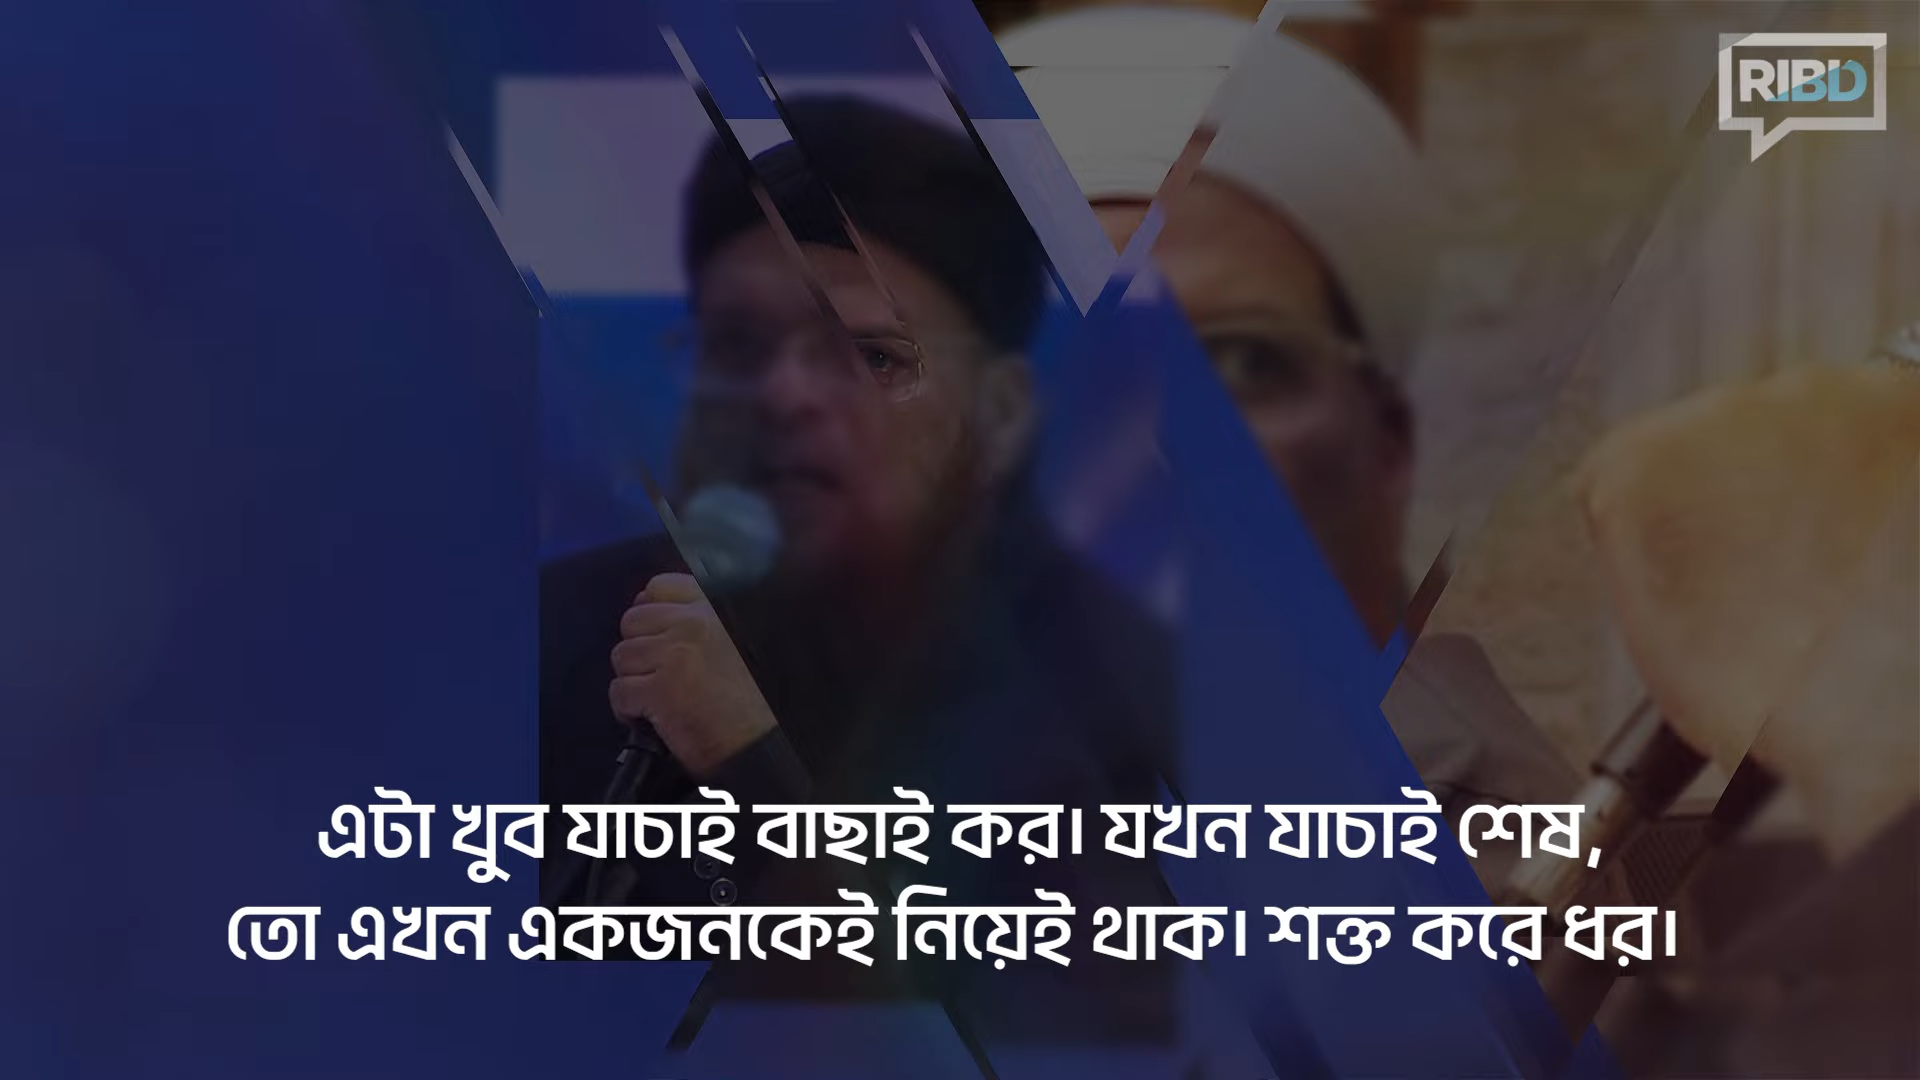 RIBD
এটা খুব যাচাই বাছাই কর। যখন যাচাই শেষ,
তো এখন একজনকেই নিয়েই থাক। শক্ত করে ধর।